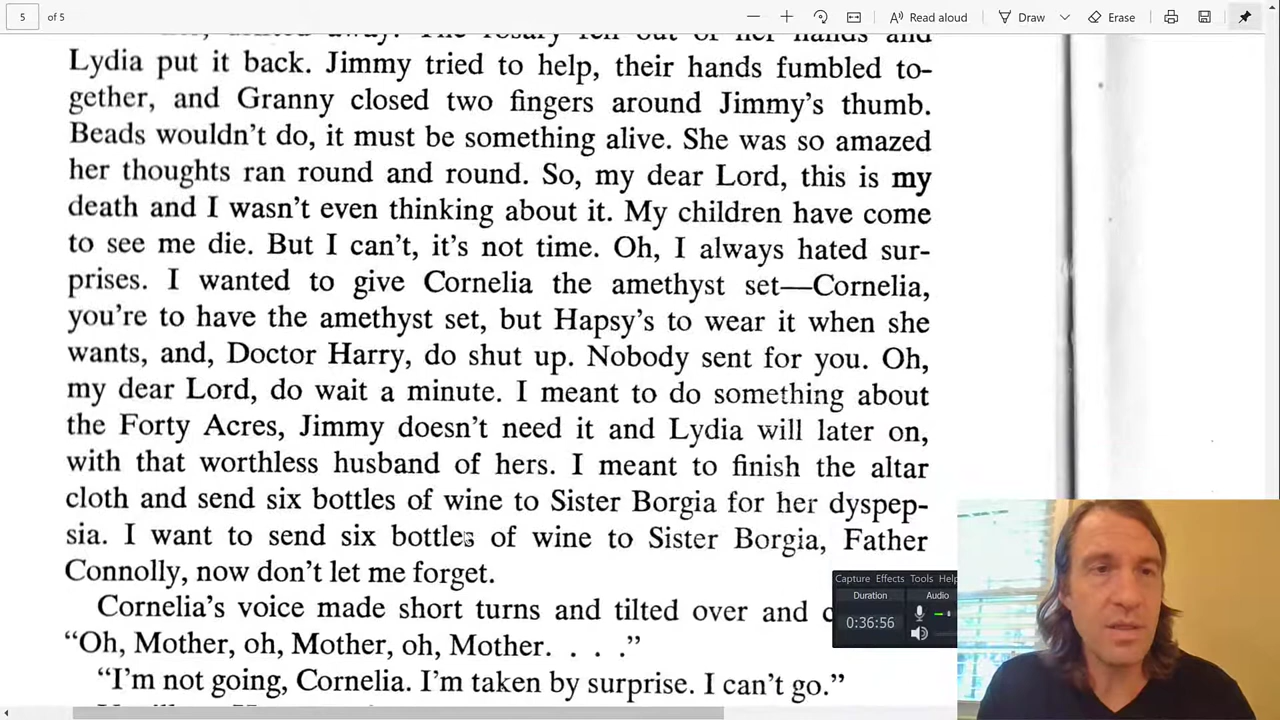 5 of 5
Read aloud
Draw
Erase
her hands and
Lydia put it back. Jimmy tried to help, their hands fumbled to-
gether, and Granny closed two fingers around Jimmy's thumb.
Beads wouldn't do, it must be something alive. She was so amazed
her thoughts ran round and round. So, my dear Lord, this is my
death and I wasn't even thinking about it. My children have come
to see me die. But I can't, it's not time. Oh, I always hated sur-
prises. I wanted to give Cornelia the amethyst set—Cornelia,
you're to have the amethyst set, but Hapsy's to wear it when she
wants, and, Doctor Harry, do shut up. Nobody sent for you. Oh,
my dear Lord, do wait a minute. I meant to do something about
the Forty Acres, Jimmy doesn't need it and Lydia will later on,
with that worthless husband of hers. I meant to finish the altar
cloth and send six bottles of wine to Sister Borgia for her dyspep-
sia. I want to send six bottles of wine to Sister Borgia, Father
Connolly, now don't let me forget.
Cornelia's voice made short turns and tilted over and
"Oh, Mother, oh, Mother, oh, Mother. . . ."
"I'm not going, Cornelia. I'm taken by surprise. I can't go."
Capture Effects Tools Help
Duration Audio
0:36:56